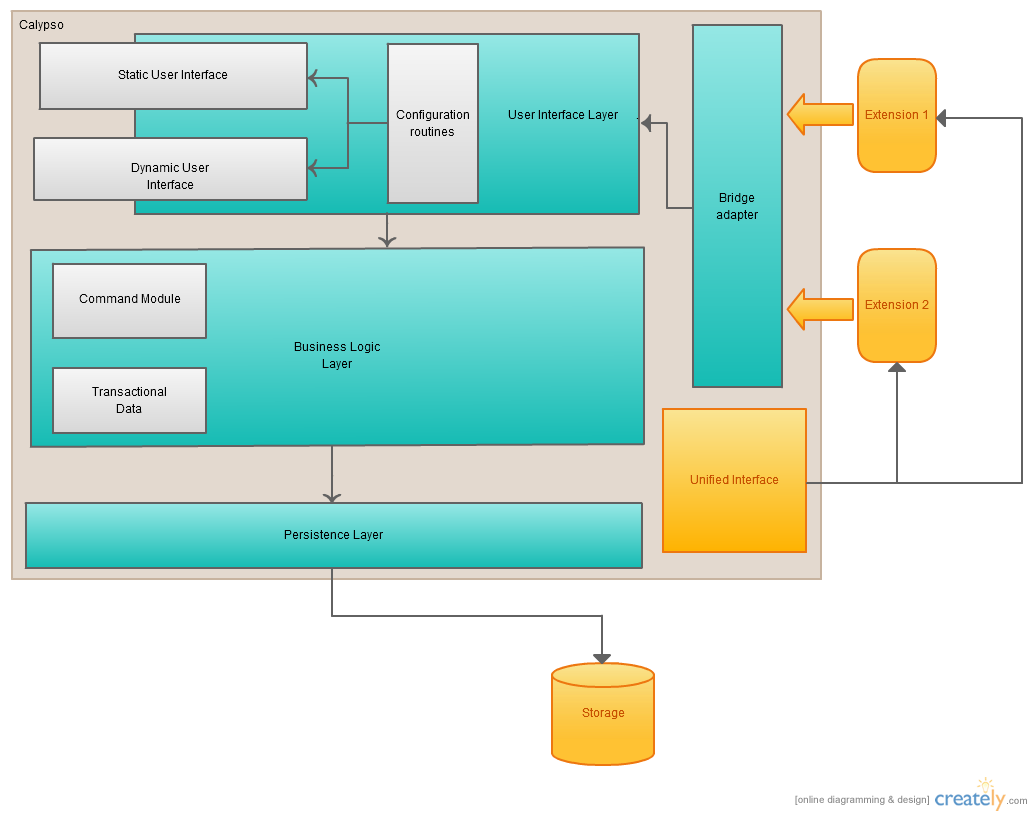 Calypso
Static User Interface
Configuration
routines
User Interface Layer
Dynamic User
Interface
Bridge
adapter
Extension 1
Extension 2
Command Module
Business Logic
Layer
Transactional
Data
Unified Interface
Persistence Layer
Storage
[online diagramming & design] creately.com